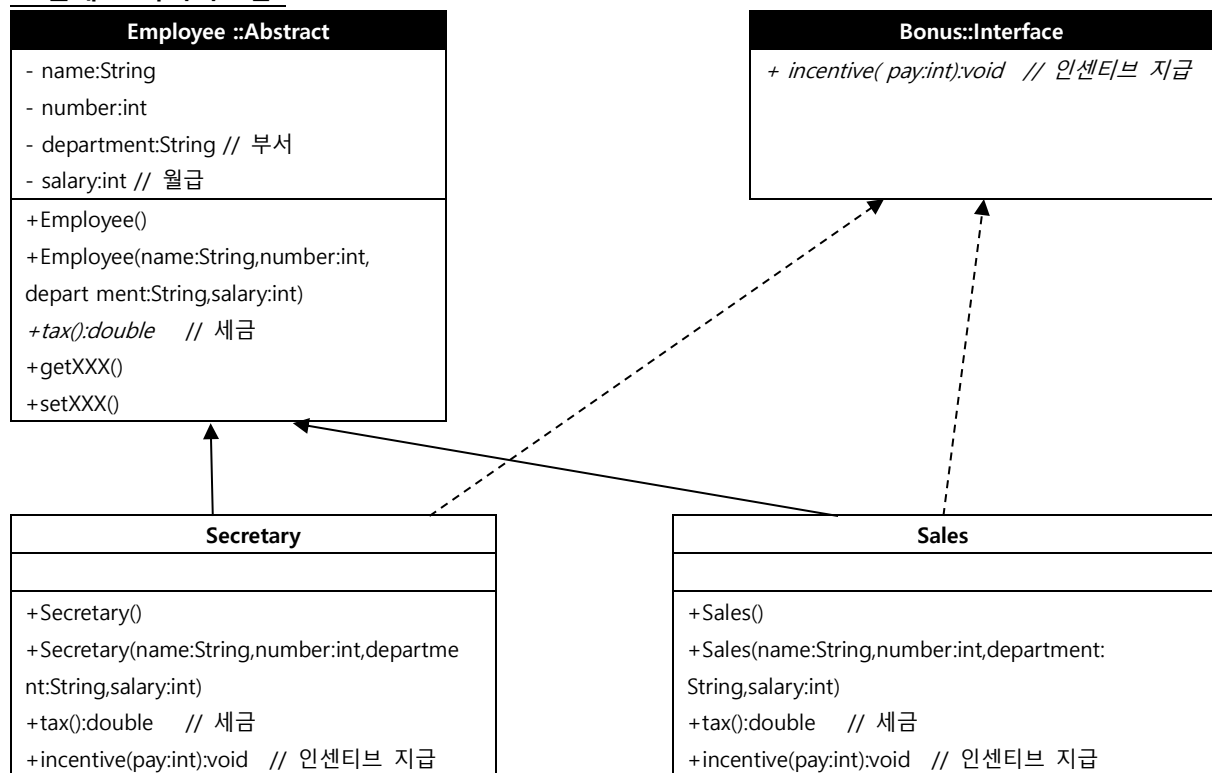 Employee ::Abstract
- name:String
- number:int
- department:String // 부서
- salary:int // 월급
+Employee()
+Employee(name:String,number:int,
depart ment:String,salary:int)
+tax():double // 세금
+getXXX()
+setXXX()
Bonus::Interface
+ incentive( pay:int):void // 인센티브 지급
Secretary
+Secretary()
+Secretary(name:String,number:int,departme
nt:String,salary:int)
+tax():double // 세금
+incentive(pay:int):void // 인센티브 지급
Sales
+Sales()
+Sales(name:String,number:int,department:
String,salary:int)
+tax():double // 세금
+incentive(pay:int):void // 인센티브 지급